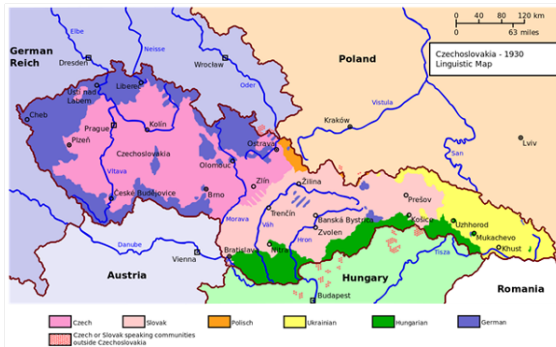 0 40 80 120 km
0 63 miles
Czechoslovakia - 1930
Linguistic Map
German
Reich
Poland
Elbe
Neisse
Dresden
Wrocław
Oder
Liberec
Ústí nad
Labem
Cheb
Prague
Kolín
Kraków
Vistula
Plzeň
Ostrava
San
Lviv
Czechoslovakia
Olomouc
Vltava
Zlín
Žilina
České Budějovice
Brno
Prešov
Trenčín
Morava
Váh
Banská Bystrica
Košice
Uzhhorod
Zvolen
Hron
Mukachevo
Danube
Bratislava
Nitra
Tisza
Khust
Vienna
Austria
Hungary
Romania
Budapest
Czech
Slovak
Polisch
Ukrainian
Hungarian
German
Czech or Slovak speaking communities
outside Czechoslovakia